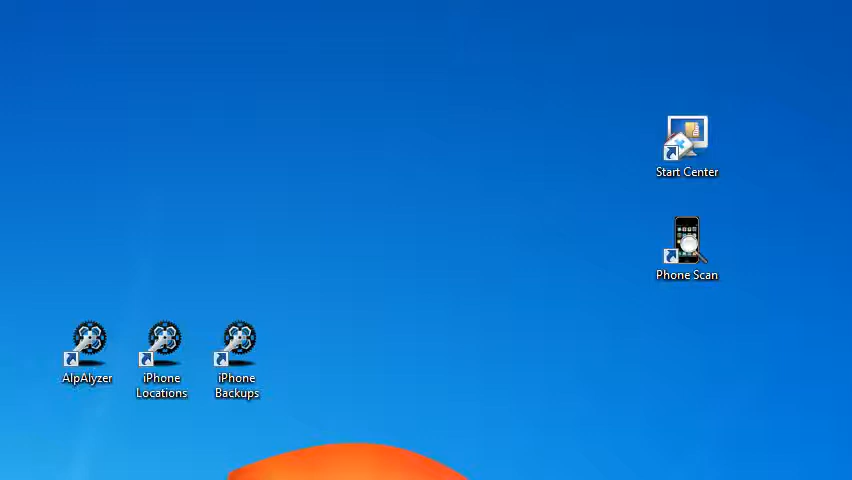 Start Center
Phone Scan
AlpAlyzer
iPhone
Locations
iPhone
Backups